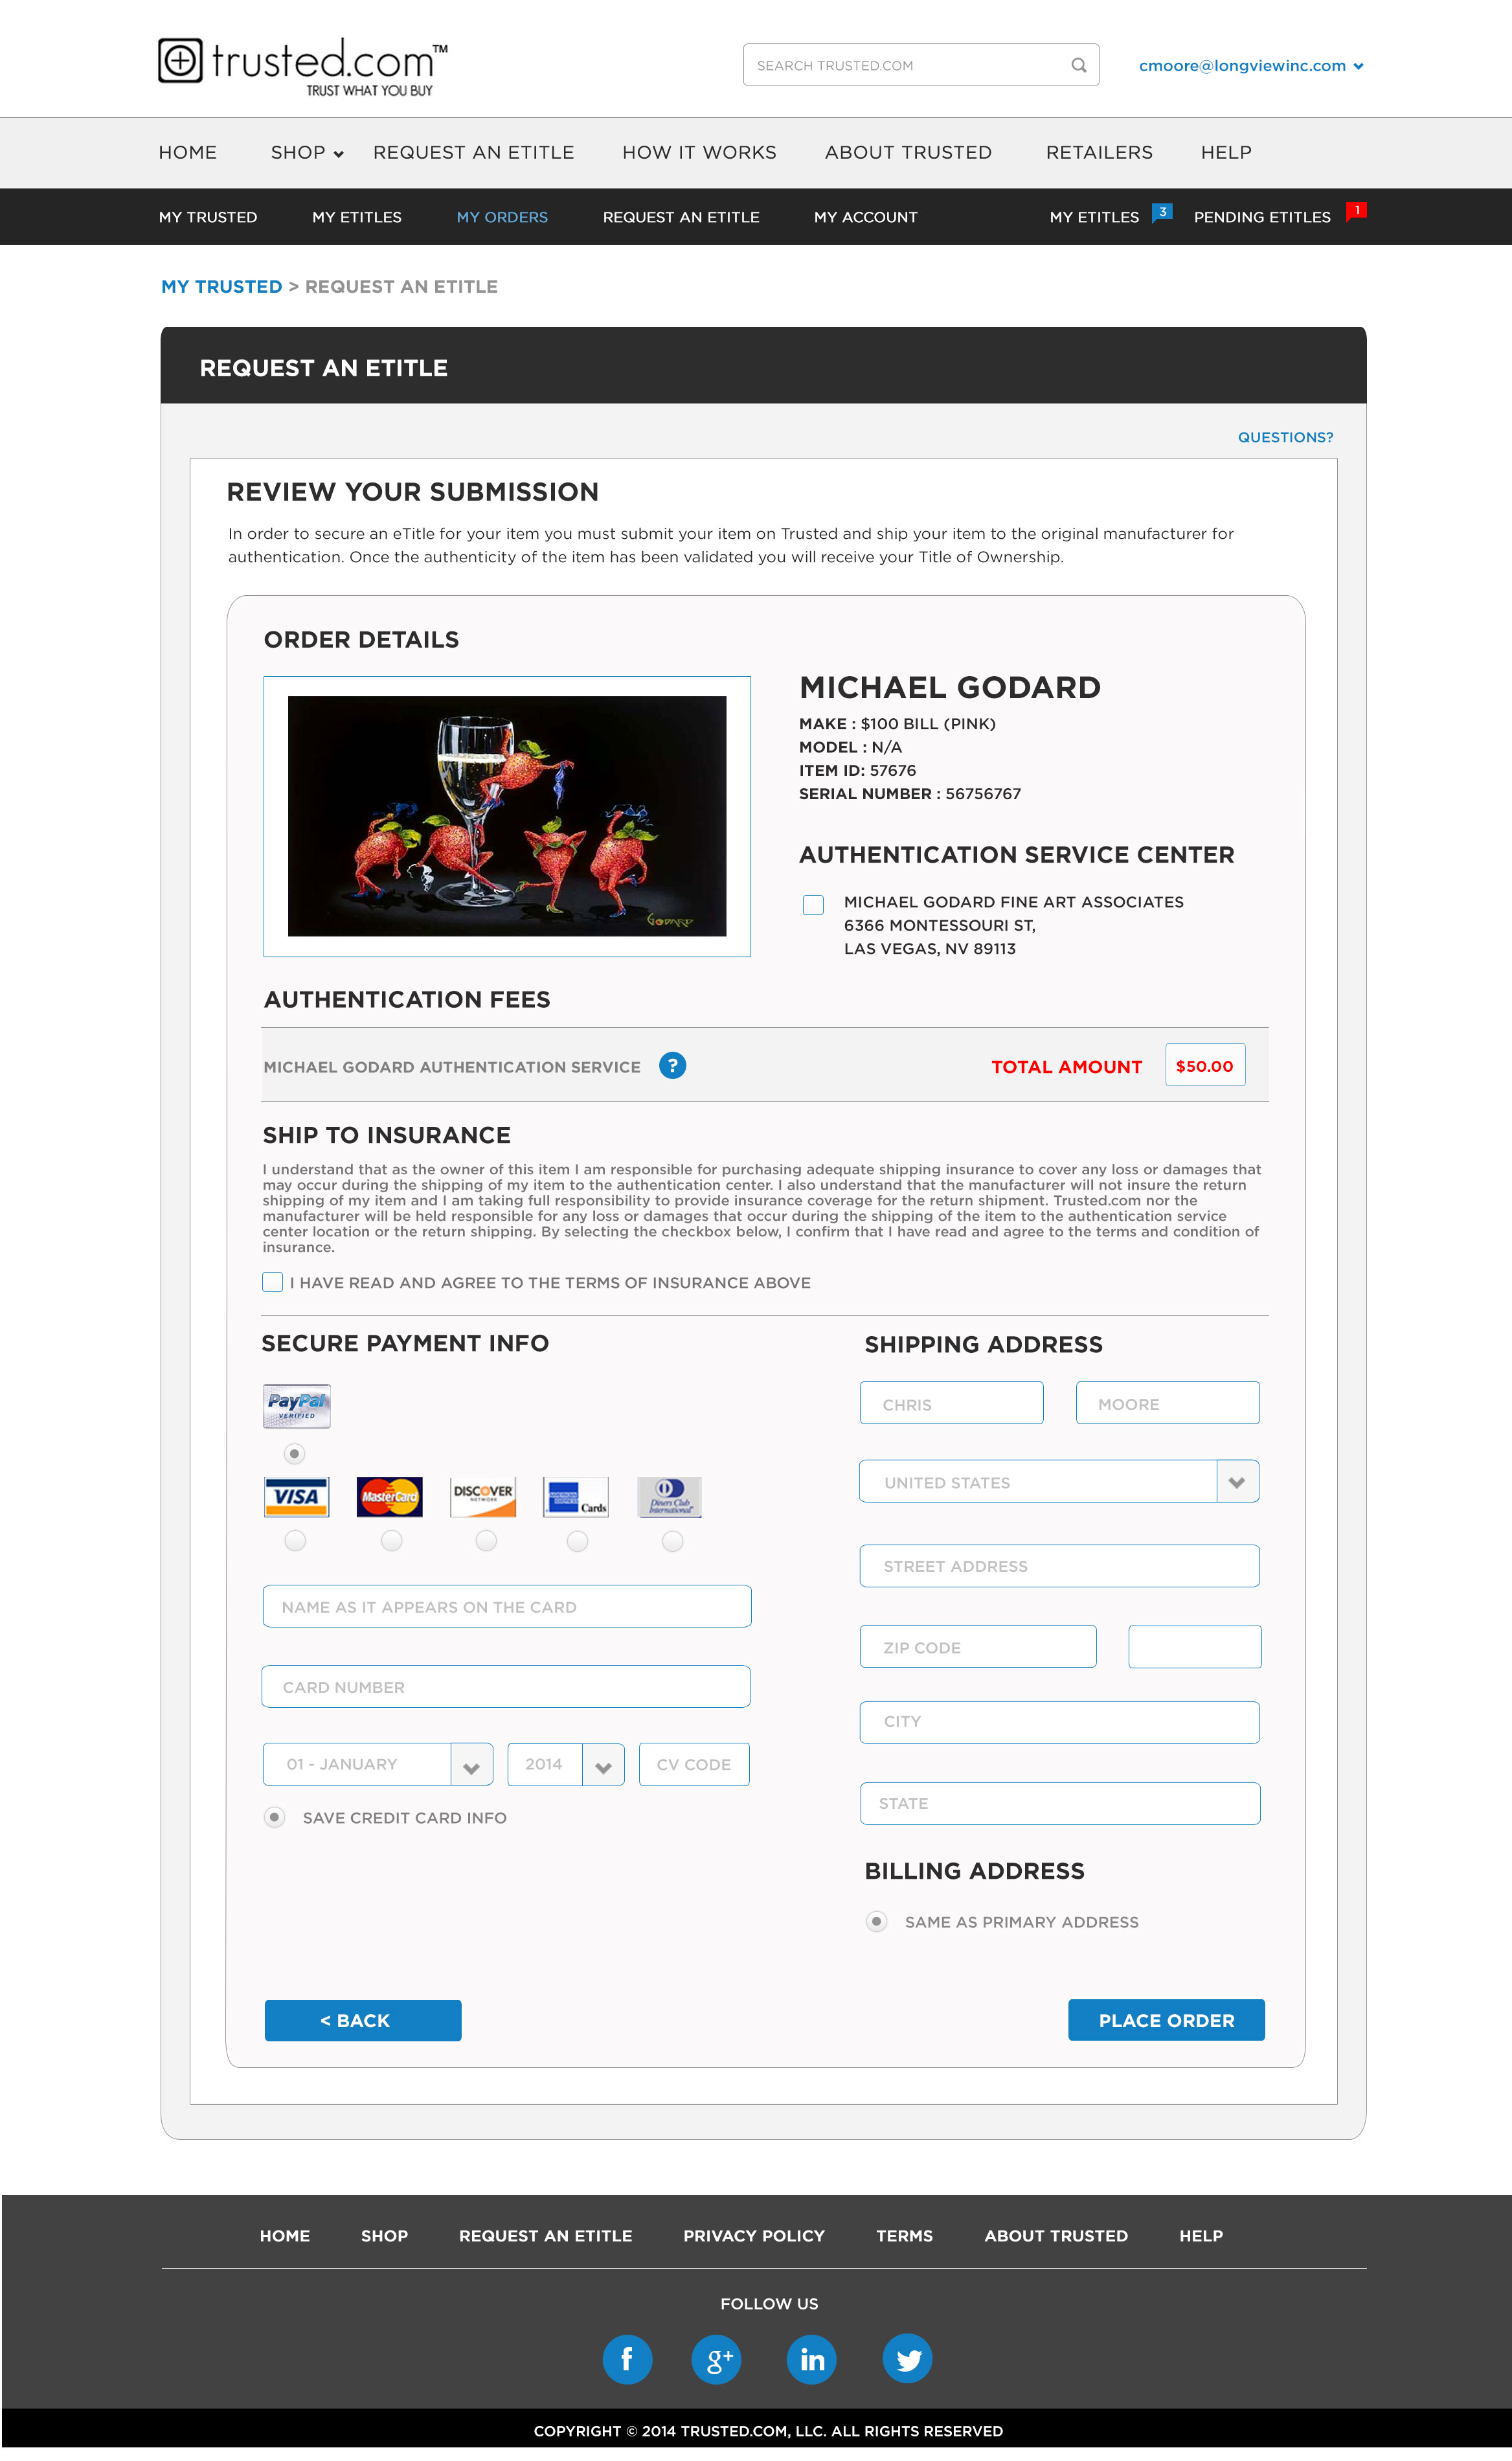 trusted.com™
TRUST WHAT YOU BUY
SEARCH TRUSTED.COM
cmoore@longviewinc.com
HOME SHOP REQUEST AN ETITLE HOW IT WORKS ABOUT TRUSTED RETAILERS HELP
MY TRUSTED MY ETITLES MY ORDERS REQUEST AN ETITLE MY ACCOUNT MY ETITLES 3 PENDING ETITLES 1
MY TRUSTED > REQUEST AN ETITLE
REQUEST AN ETITLE
QUESTIONS?
REVIEW YOUR SUBMISSION
In order to secure an eTitle for your item you must submit your item on Trusted and ship your item to the original manufacturer for
authentication. Once the authenticity of the item has been validated you will receive your Title of Ownership.
ORDER DETAILS
GODARD
MICHAEL GODARD
MAKE : $100 BILL (PINK)
MODEL : N/A
ITEM ID: 57676
SERIAL NUMBER : 56756767
AUTHENTICATION SERVICE CENTER
MICHAEL GODARD FINE ART ASSOCIATES
6366 MONTESSOURI ST,
LAS VEGAS, NV 89113
AUTHENTICATION FEES
MICHAEL GODARD AUTHENTICATION SERVICE ? TOTAL AMOUNT $50.00
SHIP TO INSURANCE
I understand that as the owner of this item I am responsible for purchasing adequate shipping insurance to cover any loss or damages that
may occur during the shipping of my item to the authentication center. I also understand that the manufacturer will not insure the return
shipping of my item and I am taking full responsibility to provide insurance coverage for the return shipment. Trusted.com nor the
manufacturer will be held responsible for any loss or damages that occur during the shipping of the item to the authentication service
center location or the return shipping. By selecting the checkbox below, I confirm that I have read and agree to the terms and condition of
insurance.
I HAVE READ AND AGREE TO THE TERMS OF INSURANCE ABOVE
SECURE PAYMENT INFO
PayPal
VERIFIED
VISA MasterCard DISCOVER
NETWORK
AMERICAN EXPRESS
Cards
Diners Club
International
NAME AS IT APPEARS ON THE CARD
CARD NUMBER
01 - JANUARY 2014 CV CODE
SAVE CREDIT CARD INFO
SHIPPING ADDRESS
CHRIS MOORE
UNITED STATES
STREET ADDRESS
ZIP CODE
CITY
STATE
BILLING ADDRESS
SAME AS PRIMARY ADDRESS
< BACK PLACE ORDER
HOME SHOP REQUEST AN ETITLE PRIVACY POLICY TERMS ABOUT TRUSTED HELP
FOLLOW US
f g+ in
COPYRIGHT © 2014 TRUSTED.COM, LLC. ALL RIGHTS RESERVED